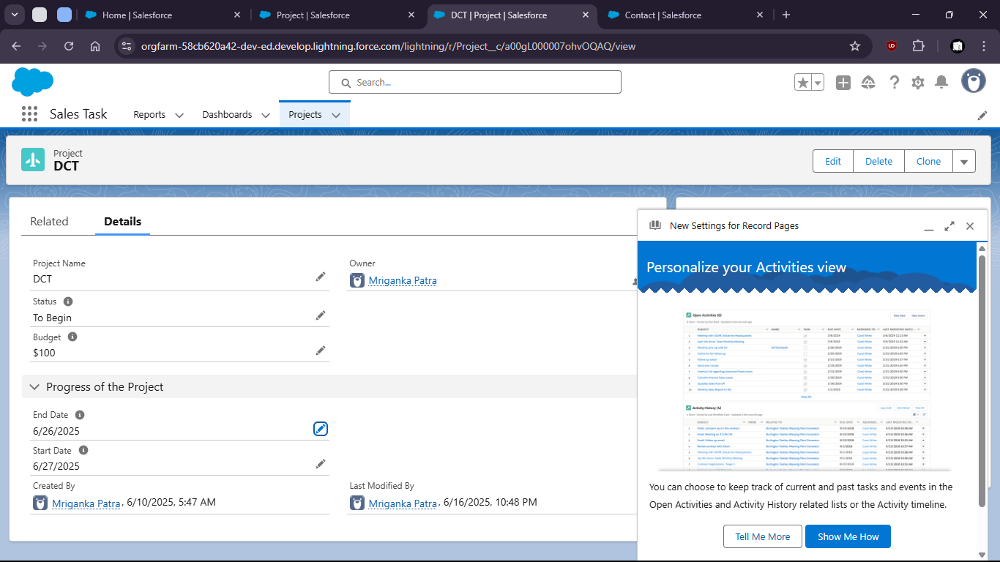 Home | Salesforce
Project | Salesforce
DCT | Project | Salesforce
Contact | Salesforce
orgfarm-58cb620a42-dev-ed.develop.lightning.force.com/lightning/r/Project__c/a00gL000007ohvOQAQ/view
Search...
Sales Task
Reports
Dashboards
Projects
Project
DCT
Edit
Delete
Clone
Related
Details
Project Name
DCT
Owner
Mriganka Patra
Status
To Begin
Budget
$100
Progress of the Project
End Date
6/26/2025
Start Date
6/27/2025
Created By
Mriganka Patra, 6/10/2025, 5:47 AM
Last Modified By
Mriganka Patra, 6/16/2025, 10:48 PM
New Settings for Record Pages
Personalize your Activities view
Open Activities (6)
Activity History (4)
You can choose to keep track of current and past tasks and events in the
Open Activities and Activity History related lists or the Activity timeline.
Tell Me More
Show Me How